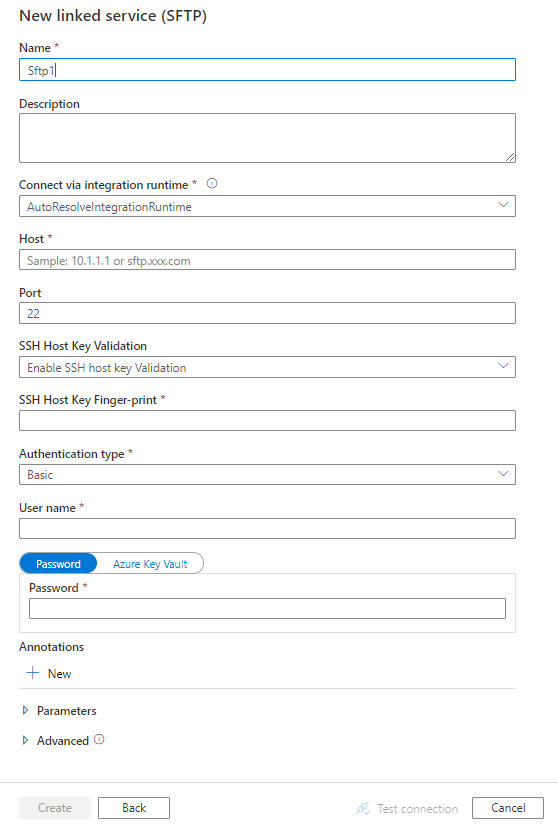 New linked service (SFTP)
Name *
Sftp1
Description
Connect via integration runtime *
AutoResolveIntegrationRuntime
Host *
Sample: 10.1.1.1 or sftp.xxx.com
Port
22
SSH Host Key Validation
Enable SSH host key Validation
SSH Host Key Finger-print *
Authentication type *
Basic
User name *
Password Azure Key Vault
Password *
Annotations
+ New
Parameters
Advanced
Create Back Test connection Cancel